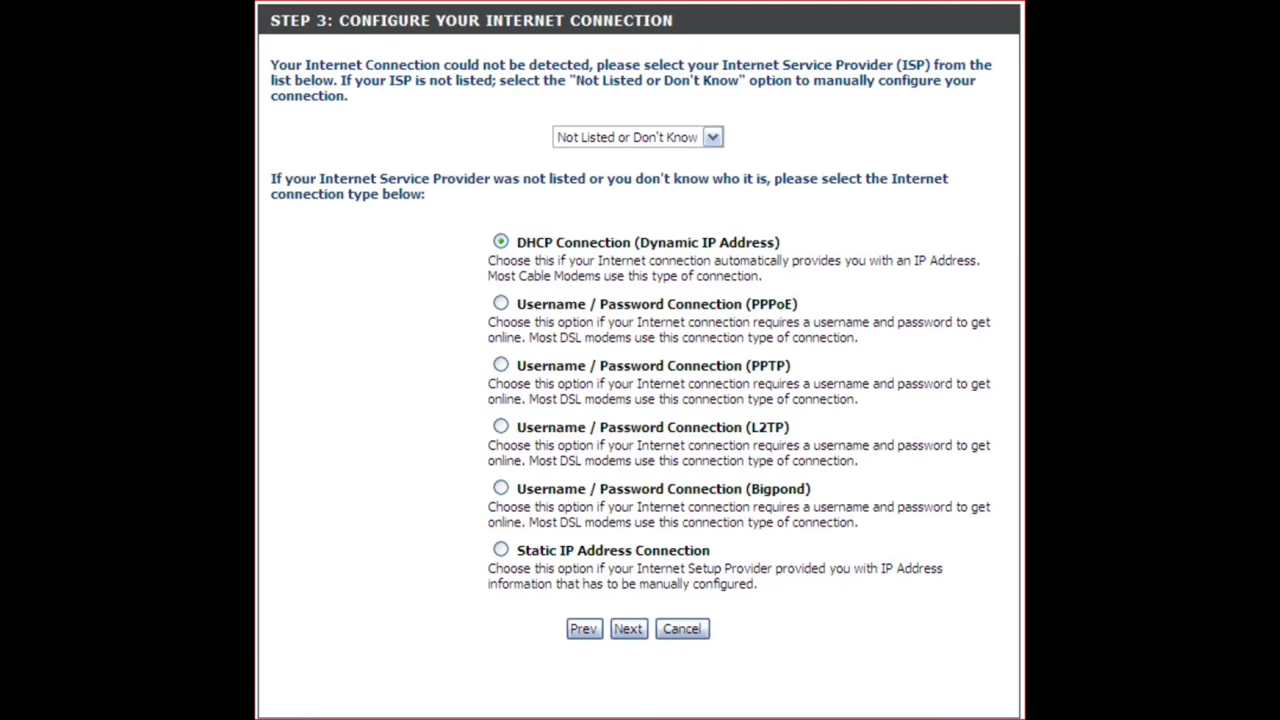 STEP 3: CONFIGURE YOUR INTERNET CONNECTION
Your Internet Connection could not be detected, please select your Internet Service Provider (ISP) from the
list below. If your ISP is not listed; select the "Not Listed or Don't Know" option to manually configure your
connection.
Not Listed or Don't Know
If your Internet Service Provider was not listed or you don't know who it is, please select the Internet
connection type below:
DHCP Connection (Dynamic IP Address)
Choose this if your Internet connection automatically provides you with an IP Address.
Most Cable Modems use this type of connection.
Username / Password Connection (PPPoE)
Choose this option if your Internet connection requires a username and password to get
online. Most DSL modems use this connection type of connection.
Username / Password Connection (PPTP)
Choose this option if your Internet connection requires a username and password to get
online. Most DSL modems use this connection type of connection.
Username / Password Connection (L2TP)
Choose this option if your Internet connection requires a username and password to get
online. Most DSL modems use this connection type of connection.
Username / Password Connection (Bigpond)
Choose this option if your Internet connection requires a username and password to get
online. Most DSL modems use this connection type of connection.
Static IP Address Connection
Choose this option if your Internet Setup Provider provided you with IP Address
information that has to be manually configured.
Prev Next Cancel